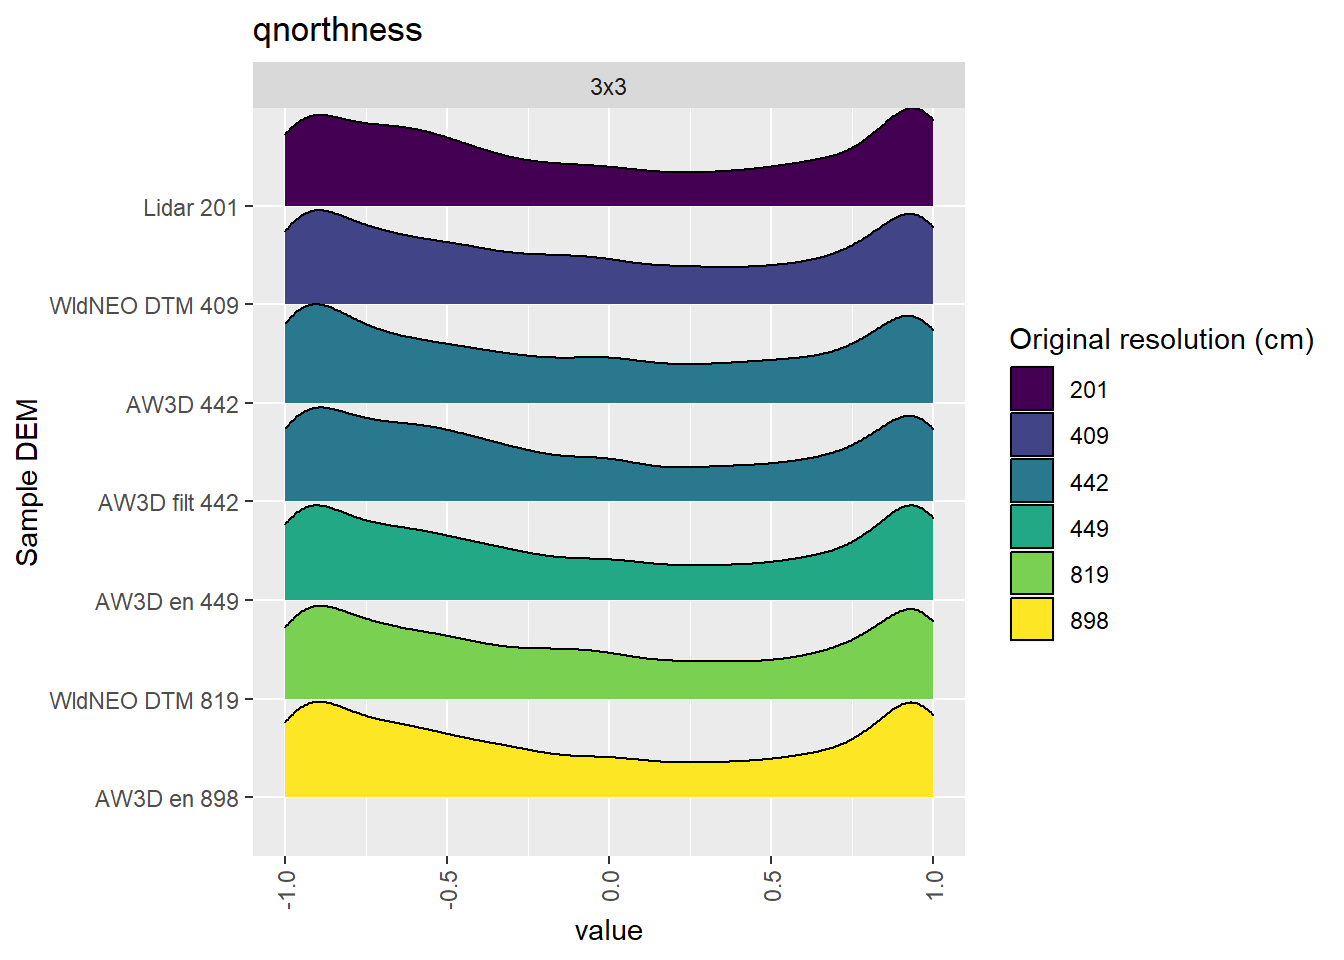 qnorthness
3x3
Sample DEM
Lidar 201
WldNEO DTM 409
AW3D 442
AW3D filt 442
AW3D en 449
WldNEO DTM 819
AW3D en 898
-1.0
-0.5
0.0
0.5
1.0
value
Original resolution (cm)
201
409
442
449
819
898